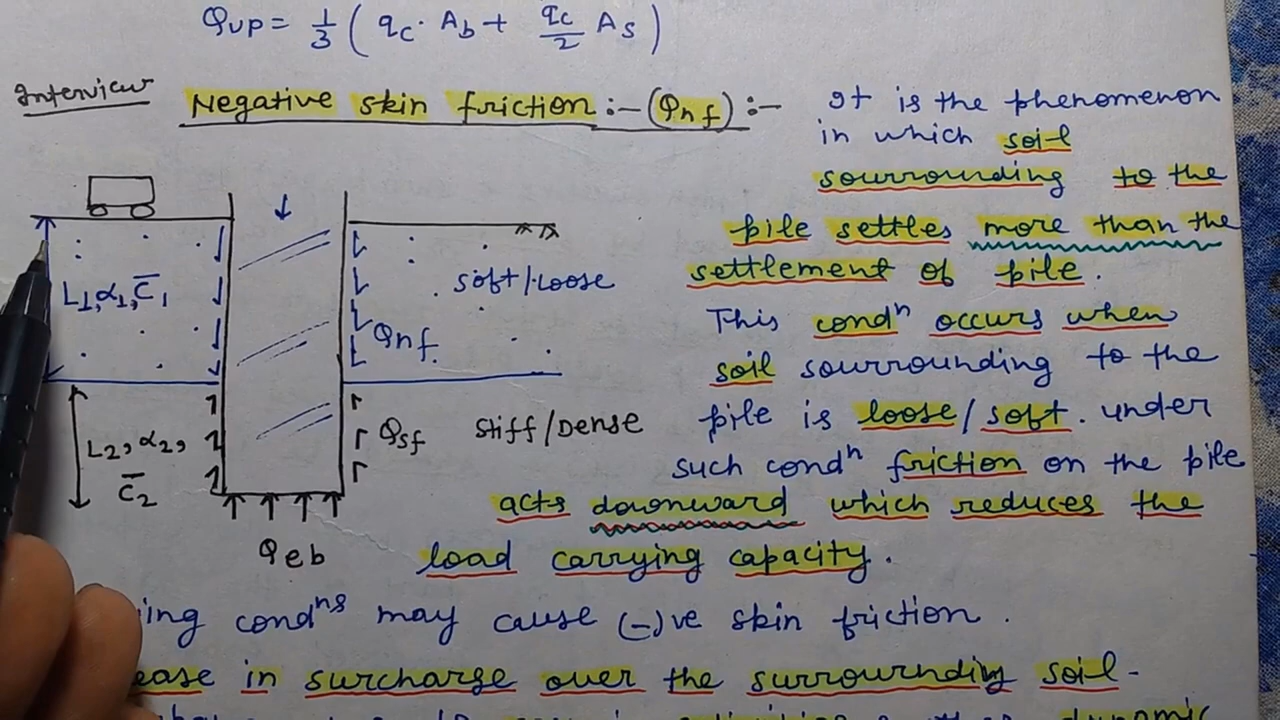 Qup = 1/3 ( qc · Ab + qc/2 As )
Interview
Negative skin friction :- (Qnf) :-
It is the phenomenon
in which soil
sourrounding to the
pile settles more than the
settlement of pile.
This condⁿ occurs when
soil sourrounding to the
pile is loose/soft. under
such condⁿ friction on the pile
acts downward which reduces the
load carrying capacity.
L1, α1, C̄1
soft/loose
Qnf
L2, α2,
C̄2
Qsf
stiff/Dense
Qeb
ing condⁿs may cause (-)ve skin friction.
ease in surcharge over the surrounding soil-
dynamic